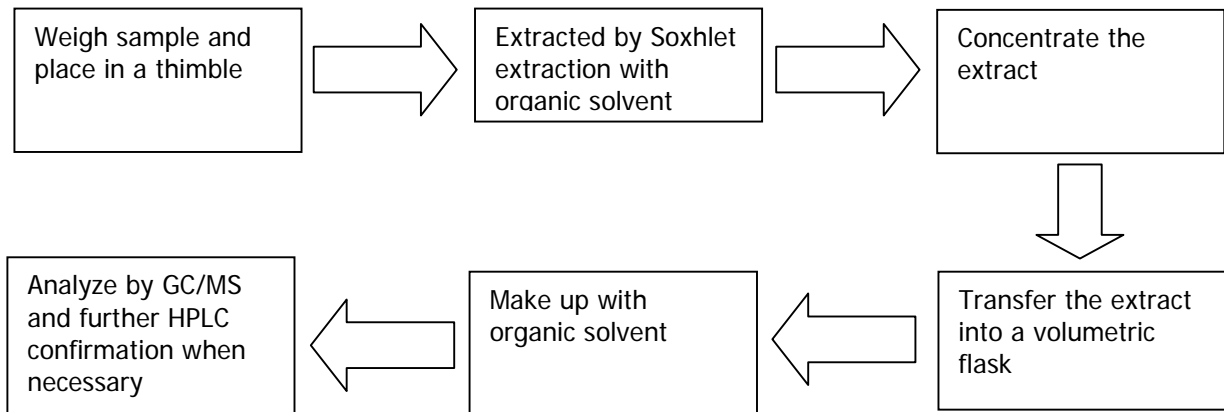 Weigh sample and
place in a thimble
Extracted by Soxhlet
extraction with
organic solvent
Concentrate the
extract
Transfer the extract
into a volumetric
flask
Make up with
organic solvent
Analyze by GC/MS
and further HPLC
confirmation when
necessary